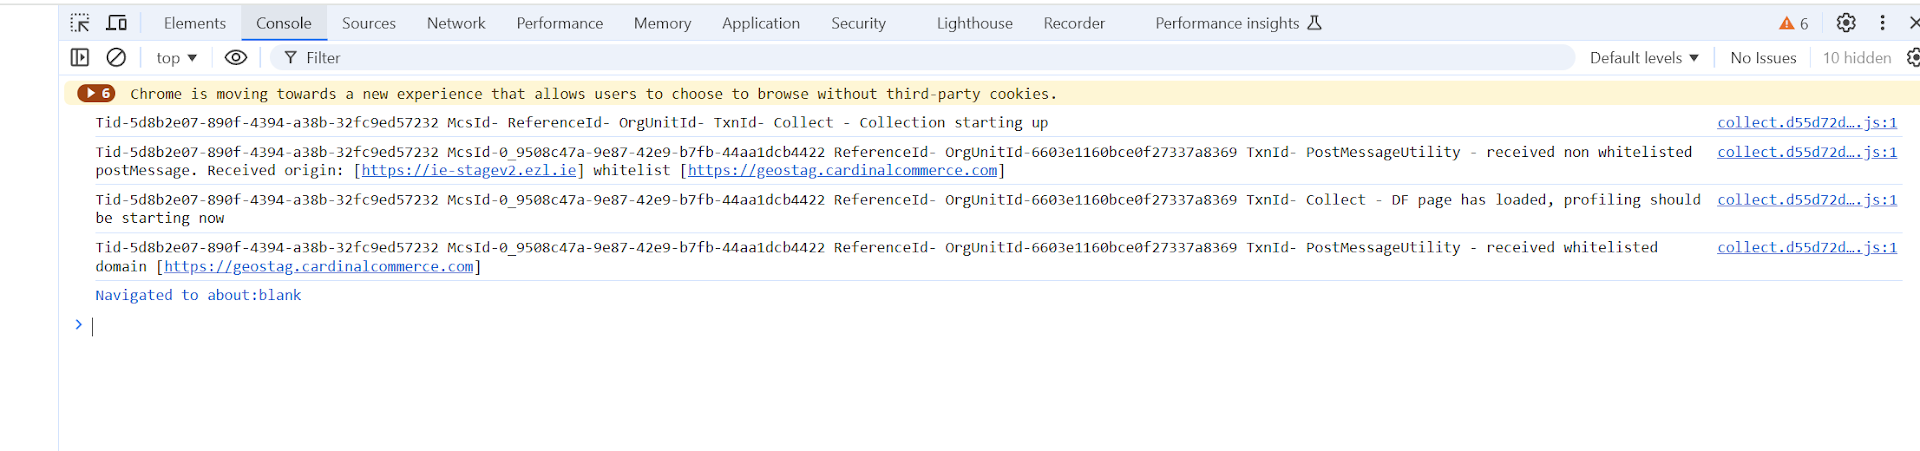 Elements Console Sources Network Performance Memory Application Security Lighthouse Recorder Performance insights 6
top Filter Default levels No Issues 10 hidden
6 Chrome is moving towards a new experience that allows users to choose to browse without third-party cookies.
Tid-5d8b2e07-890f-4394-a38b-32fc9ed57232 McsId- ReferenceId- OrgUnitId- TxnId- Collect - Collection starting up collect.d55d72d….js:1
Tid-5d8b2e07-890f-4394-a38b-32fc9ed57232 McsId-0_9508c47a-9e87-42e9-b7fb-44aa1dcb4422 ReferenceId- OrgUnitId-6603e1160bce0f27337a8369 TxnId- PostMessageUtility - received non whitelisted collect.d55d72d….js:1
postMessage. Received origin: [https://ie-stagev2.ezl.ie] whitelist [https://geostag.cardinalcommerce.com]
Tid-5d8b2e07-890f-4394-a38b-32fc9ed57232 McsId-0_9508c47a-9e87-42e9-b7fb-44aa1dcb4422 ReferenceId- OrgUnitId-6603e1160bce0f27337a8369 TxnId- Collect - DF page has loaded, profiling should collect.d55d72d….js:1
be starting now
Tid-5d8b2e07-890f-4394-a38b-32fc9ed57232 McsId-0_9508c47a-9e87-42e9-b7fb-44aa1dcb4422 ReferenceId- OrgUnitId-6603e1160bce0f27337a8369 TxnId- PostMessageUtility - received whitelisted collect.d55d72d….js:1
domain [https://geostag.cardinalcommerce.com]
Navigated to about:blank